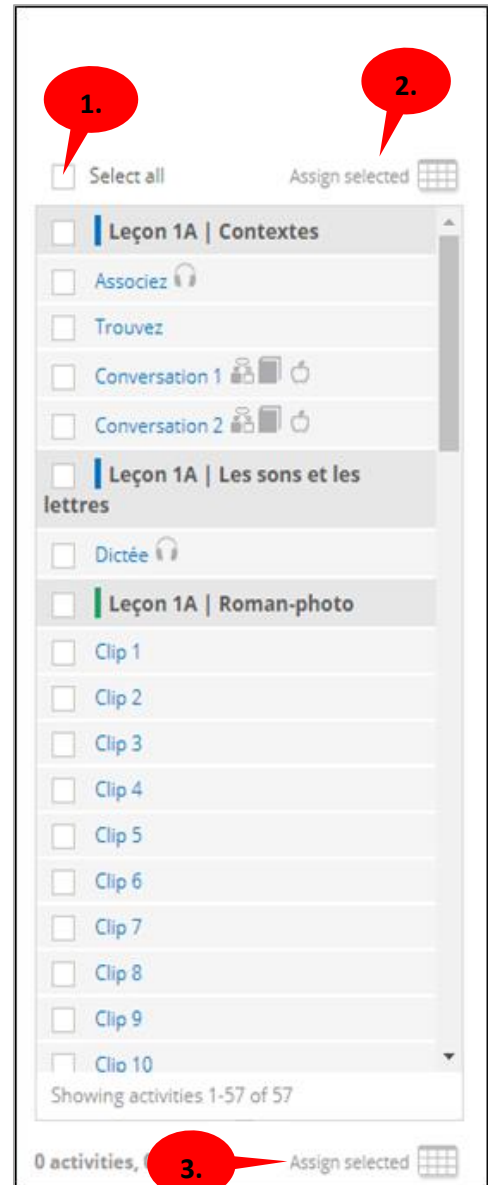 1.
2.
Select all Assign selected
Leçon 1A | Contextes
Associez
Trouvez
Conversation 1
Conversation 2
Leçon 1A | Les sons et les
lettres
Dictée
Leçon 1A | Roman-photo
Clip 1
Clip 2
Clip 3
Clip 4
Clip 5
Clip 6
Clip 7
Clip 8
Clip 9
Clip 10
Showing activities 1-57 of 57
0 activities, Assign selected
3.